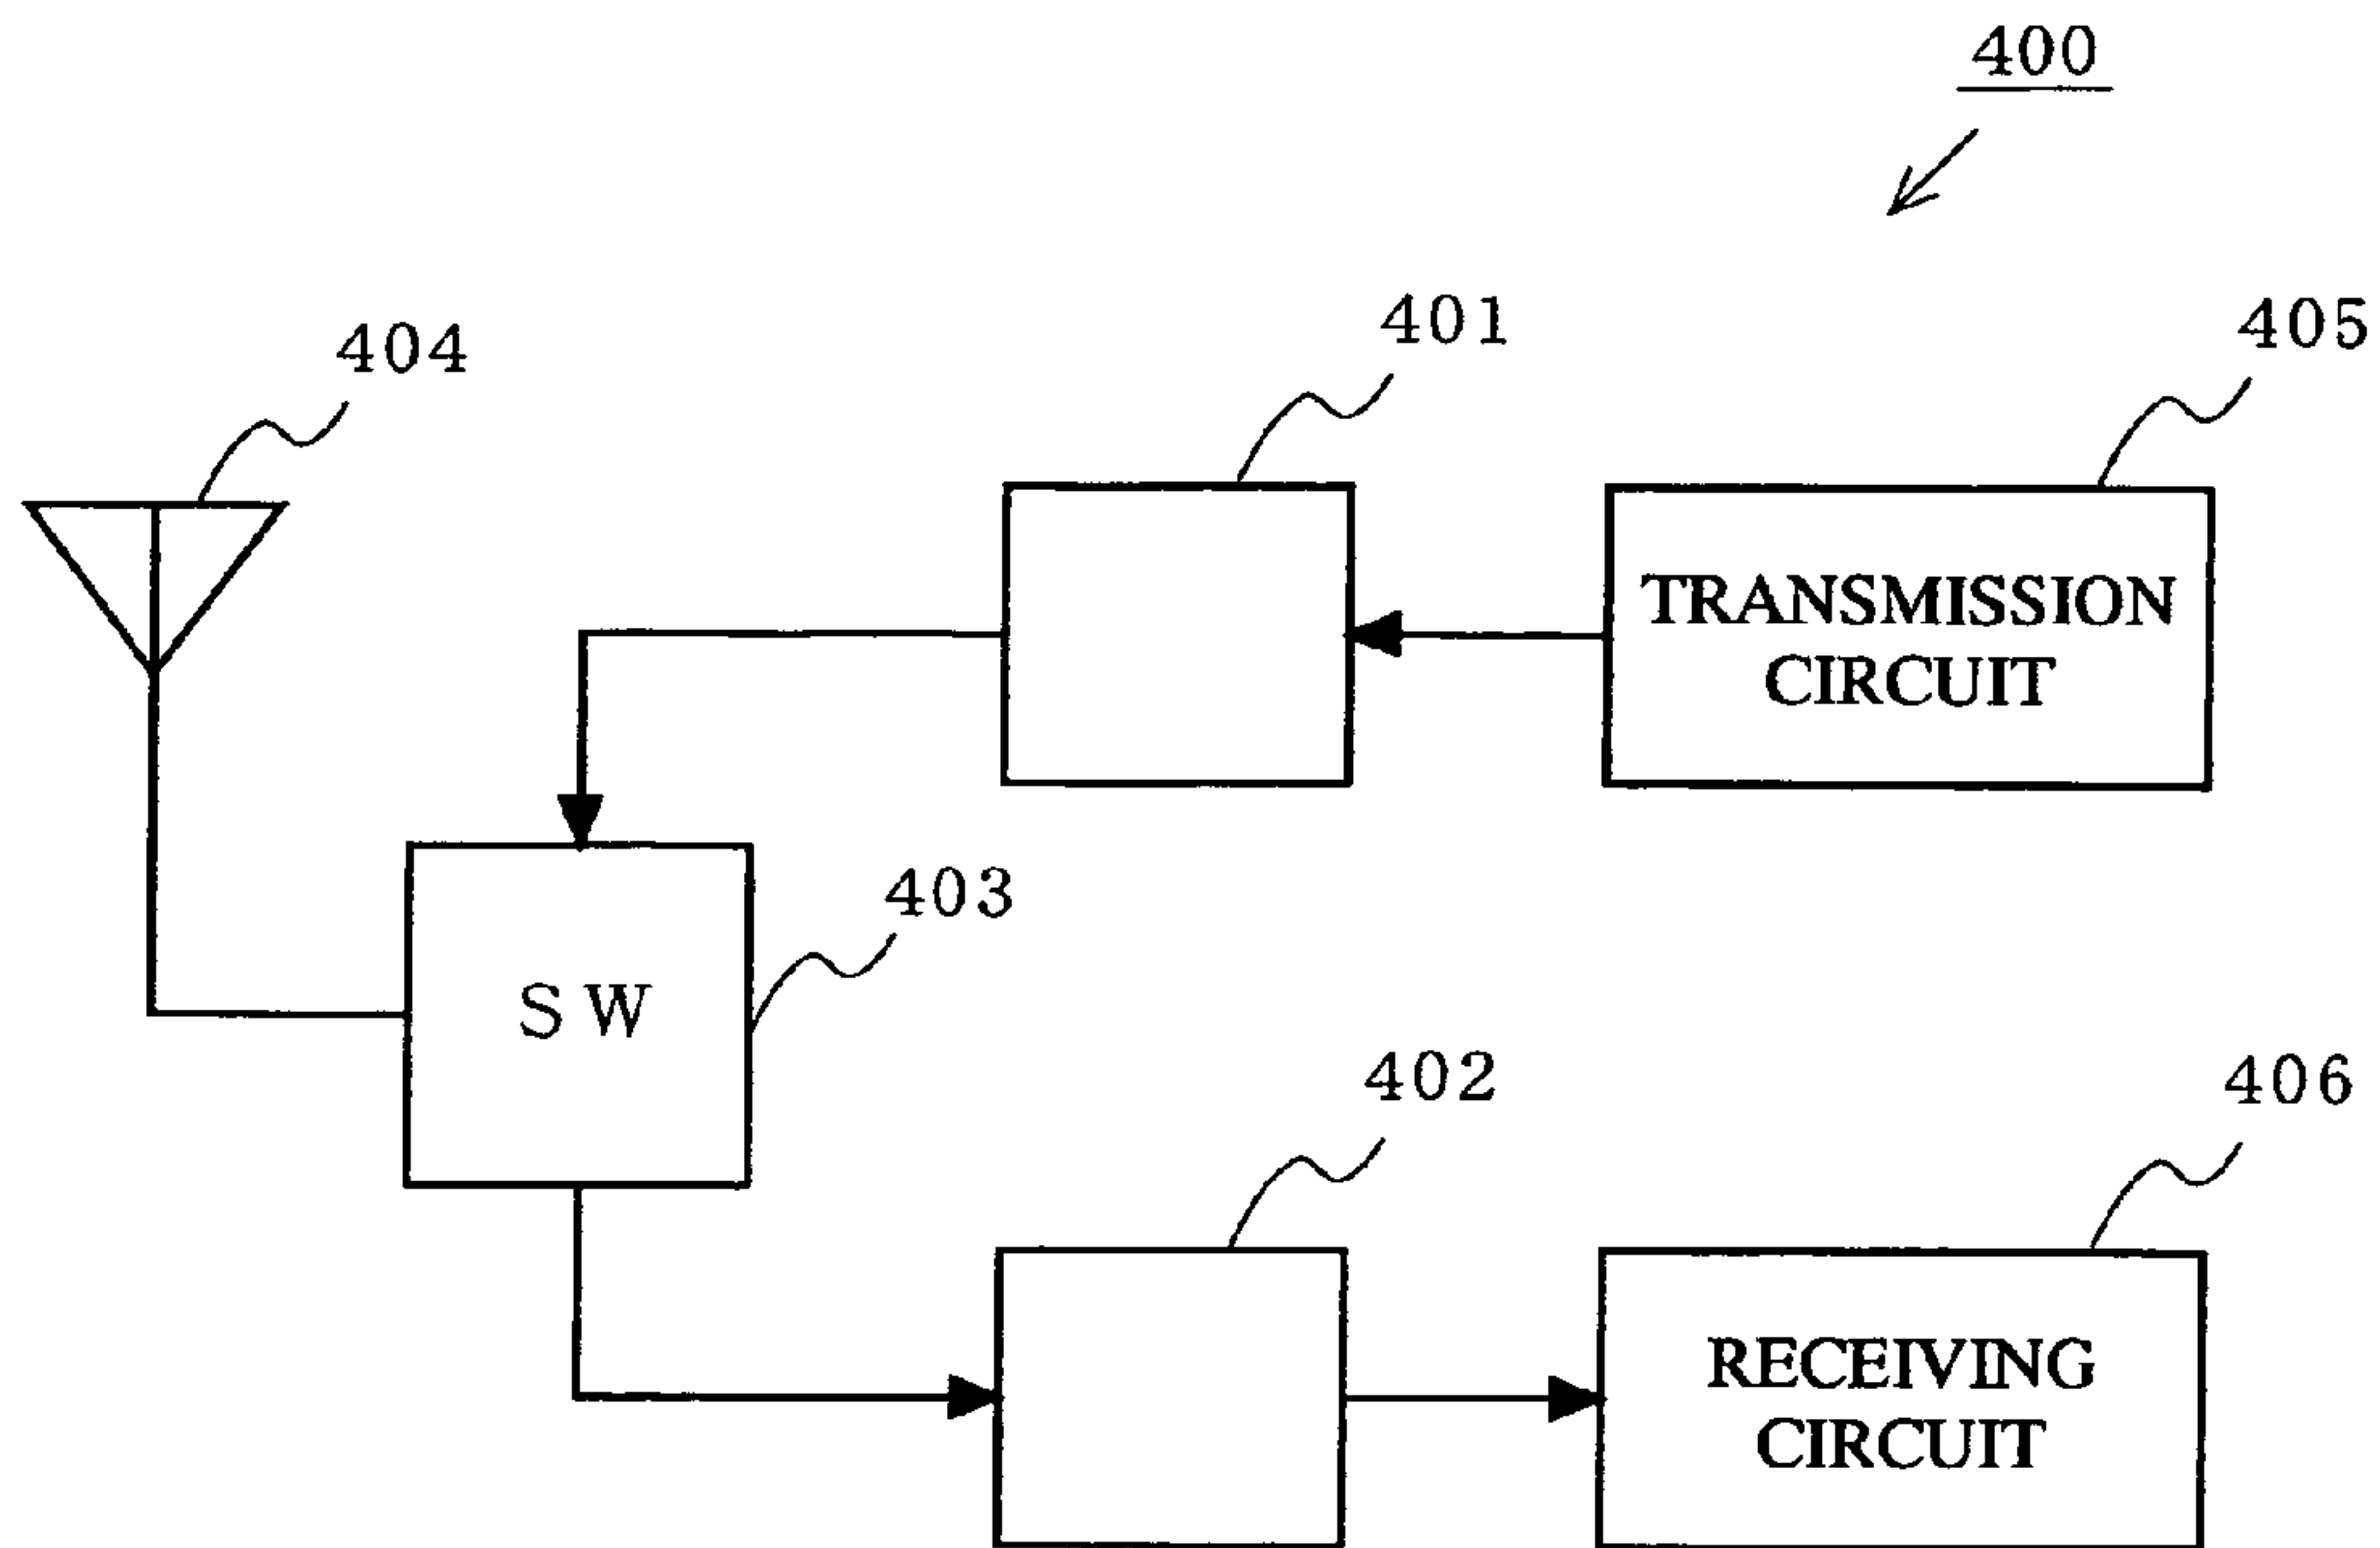 400
401
405
404
TRANSMISSION
CIRCUIT
403
SW
402
406
RECEIVING
CIRCUIT